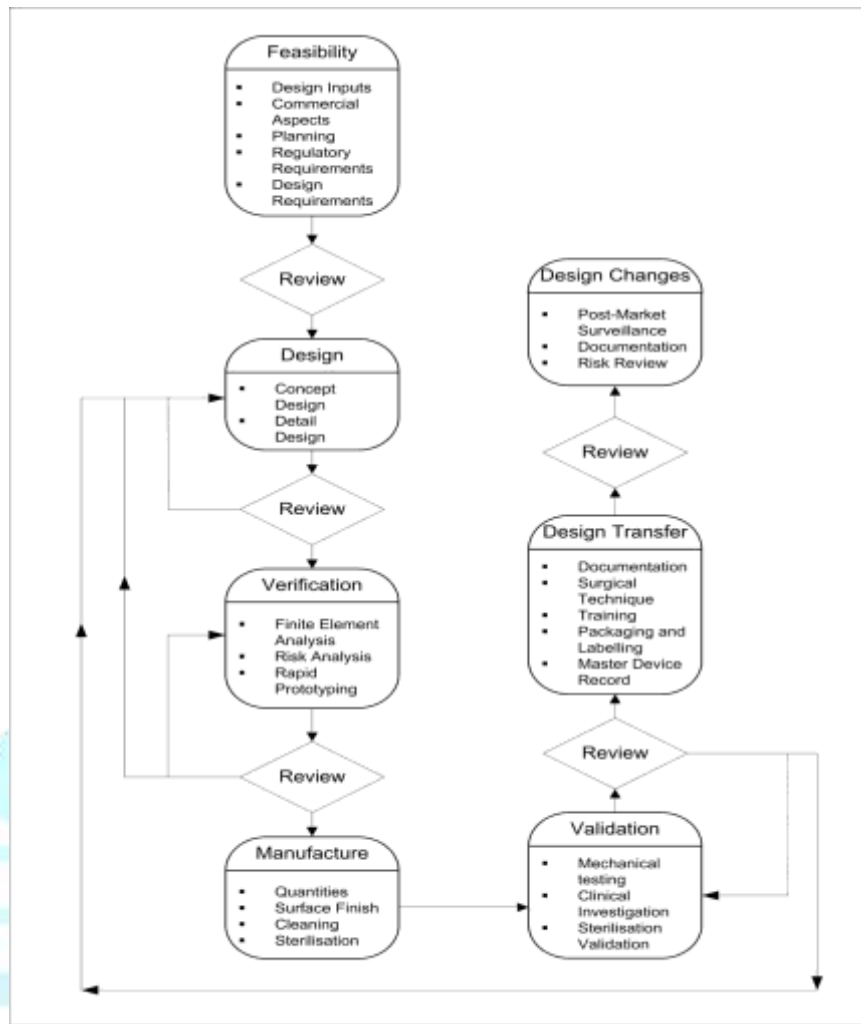 Feasibility
Design Inputs
Commercial
Aspects
Planning
Regulatory
Requirements
Design
Requirements
Review
Design
Concept
Design
Detail
Design
Review
Verification
Finite Element
Analysis
Risk Analysis
Rapid
Prototyping
Review
Manufacture
Quantities
Surface Finish
Cleaning
Sterilisation
Validation
Mechanical
testing
Clinical
Investigation
Sterilisation
Validation
Review
Design Transfer
Documentation
Surgical
Technique
Training
Packaging and
Labelling
Master Device
Record
Review
Design Changes
Post-Market
Surveillance
Documentation
Risk Review